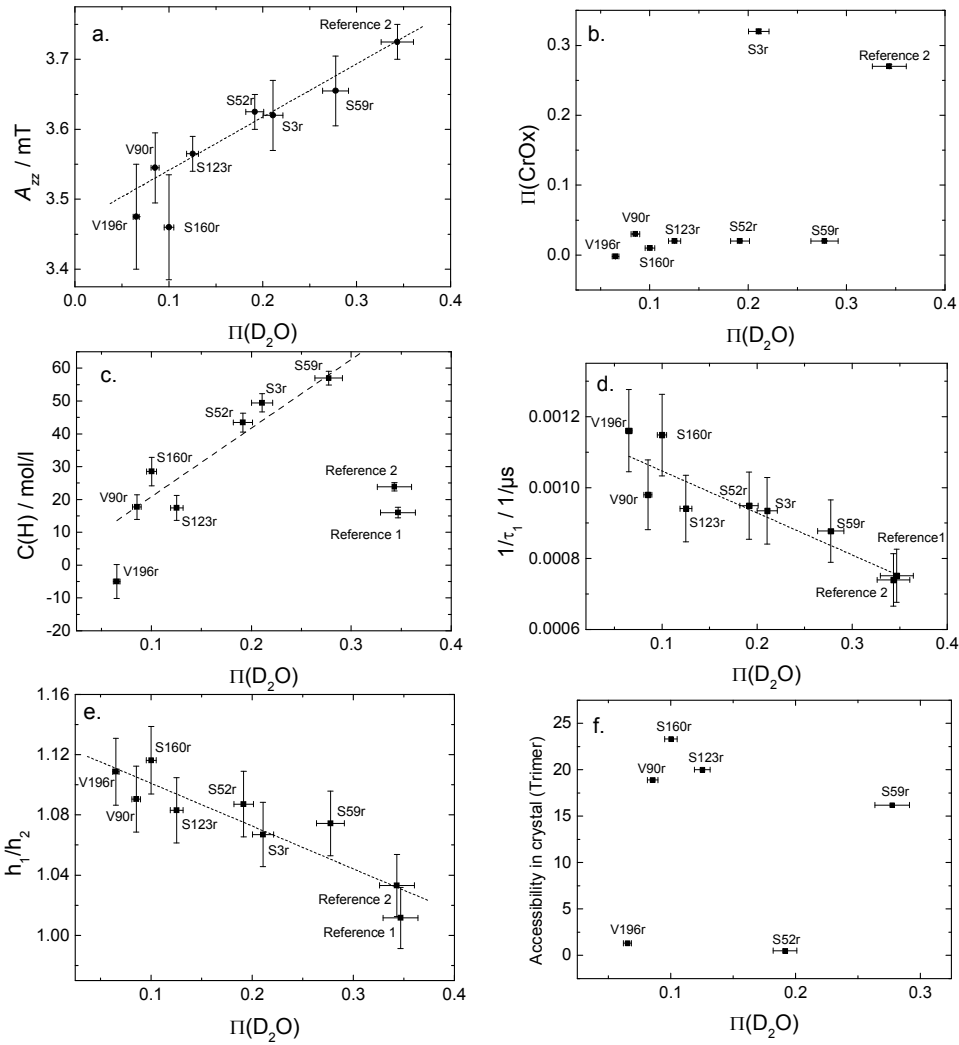 a.
Reference 2
S52r
S3r
S59r
V90r
S123r
V196r
S160r
3.7
3.6
3.5
3.4
0.0
0.1
0.2
0.3
0.4
A_zz / mT
Π(D₂O)
b.
S3r
Reference 2
V90r
S123r
S52r
S59r
V196r
S160r
0.3
0.2
0.1
0.0
0.1
0.2
0.3
0.4
Π(CrOx)
Π(D₂O)
c.
S59r
S3r
S52r
S160r
V90r
S123r
V196r
Reference 2
Reference 1
60
50
40
30
20
10
0
-10
-20
0.1
0.2
0.3
0.4
C(H) / mol/l
Π(D₂O)
d.
V196r
S160r
V90r
S123r
S52r
S3r
S59r
Reference1
Reference 2
0.0012
0.0010
0.0008
0.0006
0.1
0.2
0.3
0.4
1/τ₁ / 1/µs
Π(D₂O)
e.
V196r
S160r
V90r
S123r
S52r
S3r
S59r
Reference 2
Reference 1
1.16
1.12
1.08
1.04
1.00
0.1
0.2
0.3
0.4
h₁/h₂
Π(D₂O)
f.
S160r
V90r
S123r
S59r
V196r
S52r
25
20
15
10
5
0
0.1
0.2
0.3
Accessibility in crystal (Trimer)
Π(D₂O)